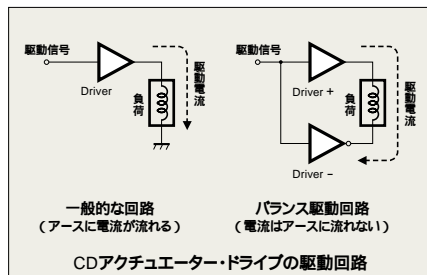 駆動信号
Driver
負荷
駆動電流
一般的な回路
(アースに電流が流れる)
駆動信号
Driver +
負荷
駆動電流
Driver −
バランス駆動回路
(電流はアースに流れない)
CDアクチュエーター・ドライブの駆動回路